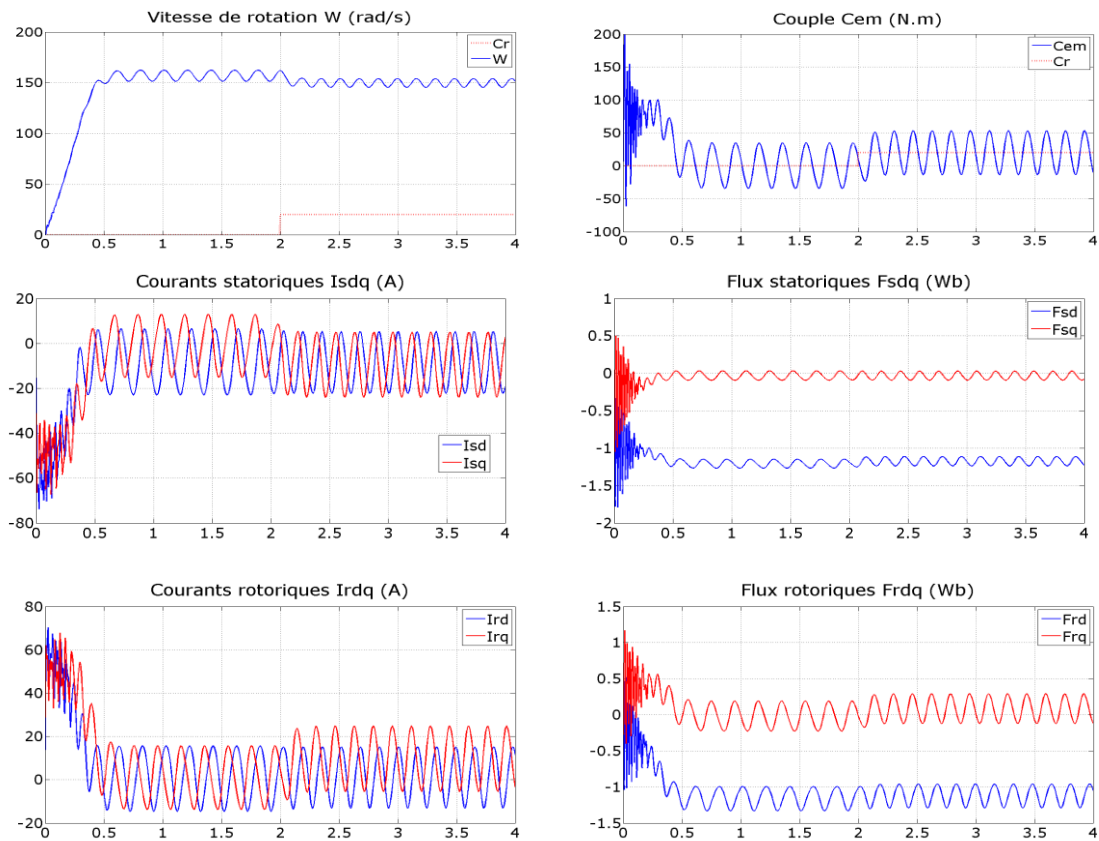 Vitesse de rotation W (rad/s)
200
150
100
50
0
0 0.5 1 1.5 2 2.5 3 3.5 4
Cr
W
Couple Cem (N.m)
200
150
100
50
0
-50
-100
0 0.5 1 1.5 2 2.5 3 3.5 4
Cem
Cr
Courants statoriques Isdq (A)
20
0
-20
-40
-60
-80
0 0.5 1 1.5 2 2.5 3 3.5 4
Isd
Isq
Flux statoriques Fsdq (Wb)
1
0.5
0
-0.5
-1
-1.5
-2
0 0.5 1 1.5 2 2.5 3 3.5 4
Fsd
Fsq
Courants rotoriques Irdq (A)
80
60
40
20
0
-20
0 0.5 1 1.5 2 2.5 3 3.5 4
Ird
Irq
Flux rotoriques Frdq (Wb)
1.5
1
0.5
0
-0.5
-1
-1.5
0 0.5 1 1.5 2 2.5 3 3.5 4
Frd
Frq